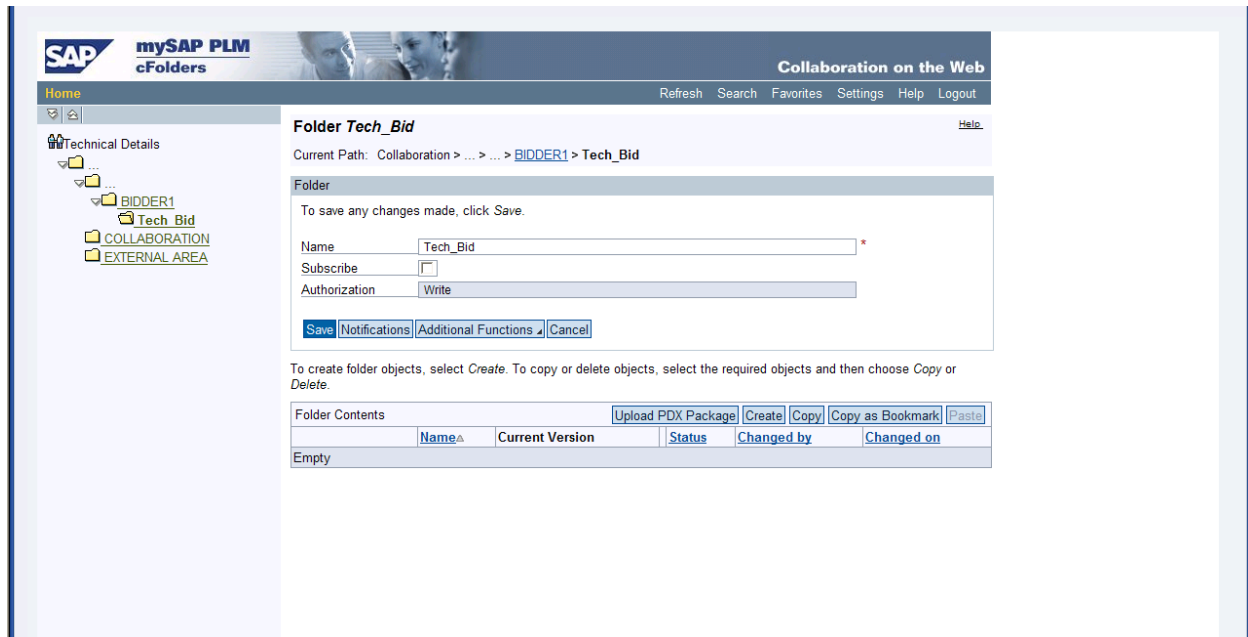 SAP
mySAP PLM
cFolders
Collaboration on the Web
Home
Refresh Search Favorites Settings Help Logout
Technical Details
...
...
BIDDER1
Tech_Bid
COLLABORATION
EXTERNAL AREA
Folder Tech_Bid
Help
Current Path: Collaboration > ... > ... > BIDDER1 > Tech_Bid
Folder
To save any changes made, click Save.
Name Tech_Bid *
Subscribe
Authorization Write
Save Notifications Additional Functions Cancel
To create folder objects, select Create. To copy or delete objects, select the required objects and then choose Copy or
Delete.
Folder Contents Upload PDX Package Create Copy Copy as Bookmark Paste
Name Current Version Status Changed by Changed on
Empty